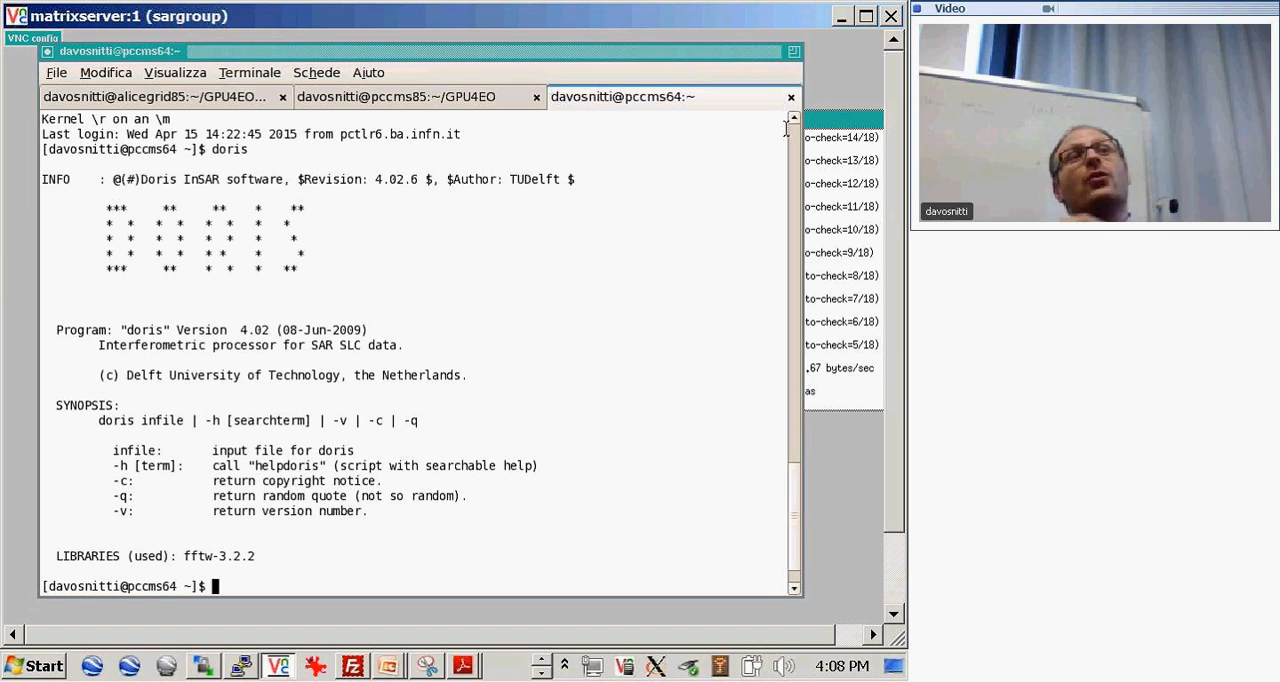 matrixserver:1 (sargroup)
VNC config
davosnitti@pccms64:~
File Modifica Visualizza Terminale Schede Aiuto
davosnitti@alicegrid85:~/GPU4EO... davosnitti@pccms85:~/GPU4EO davosnitti@pccms64:~
Kernel \r on an \m
Last login: Wed Apr 15 14:22:45 2015 from pctlr6.ba.infn.it
[davosnitti@pccms64 ~]$ doris
INFO : @(#)Doris InSAR software, $Revision: 4.02.6 $, $Author: TUDelft $
*** ** ** * **
* * * * * * * *
* * * * * * * *
* * * * * * * *
*** ** * * * **
Program: "doris" Version 4.02 (08-Jun-2009)
Interferometric processor for SAR SLC data.
(c) Delft University of Technology, the Netherlands.
SYNOPSIS:
doris infile | -h [searchterm] | -v | -c | -q
infile: input file for doris
-h [term]: call "helpdoris" (script with searchable help)
-c: return copyright notice.
-q: return random quote (not so random).
-v: return version number.
LIBRARIES (used): fftw-3.2.2
[davosnitti@pccms64 ~]$
o-check=14/18)
o-check=13/18)
o-check=12/18)
o-check=11/18)
o-check=10/18)
o-check=9/18)
to-check=8/18)
to-check=7/18)
to-check=6/18)
to-check=5/18)
.67 bytes/sec
as
Start
4:08 PM
Video
davosnitti